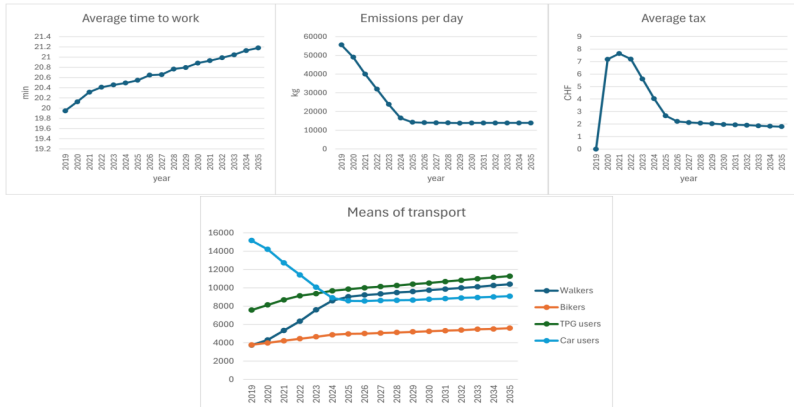 Average time to work
21.4
21.2
21
20.8
20.6
20.4
20.2
20
19.8
19.6
19.4
19.2
min
2019 2020 2021 2022 2023 2024 2025 2026 2027 2028 2029 2030 2031 2032 2033 2034 2035
year
Emissions per day
60000
50000
40000
30000
20000
10000
0
kg
2019 2020 2021 2022 2023 2024 2025 2026 2027 2028 2029 2030 2031 2032 2033 2034 2035
year
Average tax
9
8
7
6
5
4
3
2
1
0
CHF
2019 2020 2021 2022 2023 2024 2025 2026 2027 2028 2029 2030 2031 2032 2033 2034 2035
year
Means of transport
16000
14000
12000
10000
8000
6000
4000
2000
0
2019 2020 2021 2022 2023 2024 2025 2026 2027 2028 2029 2030 2031 2032 2033 2034 2035
Walkers
Bikers
TPG users
Car users